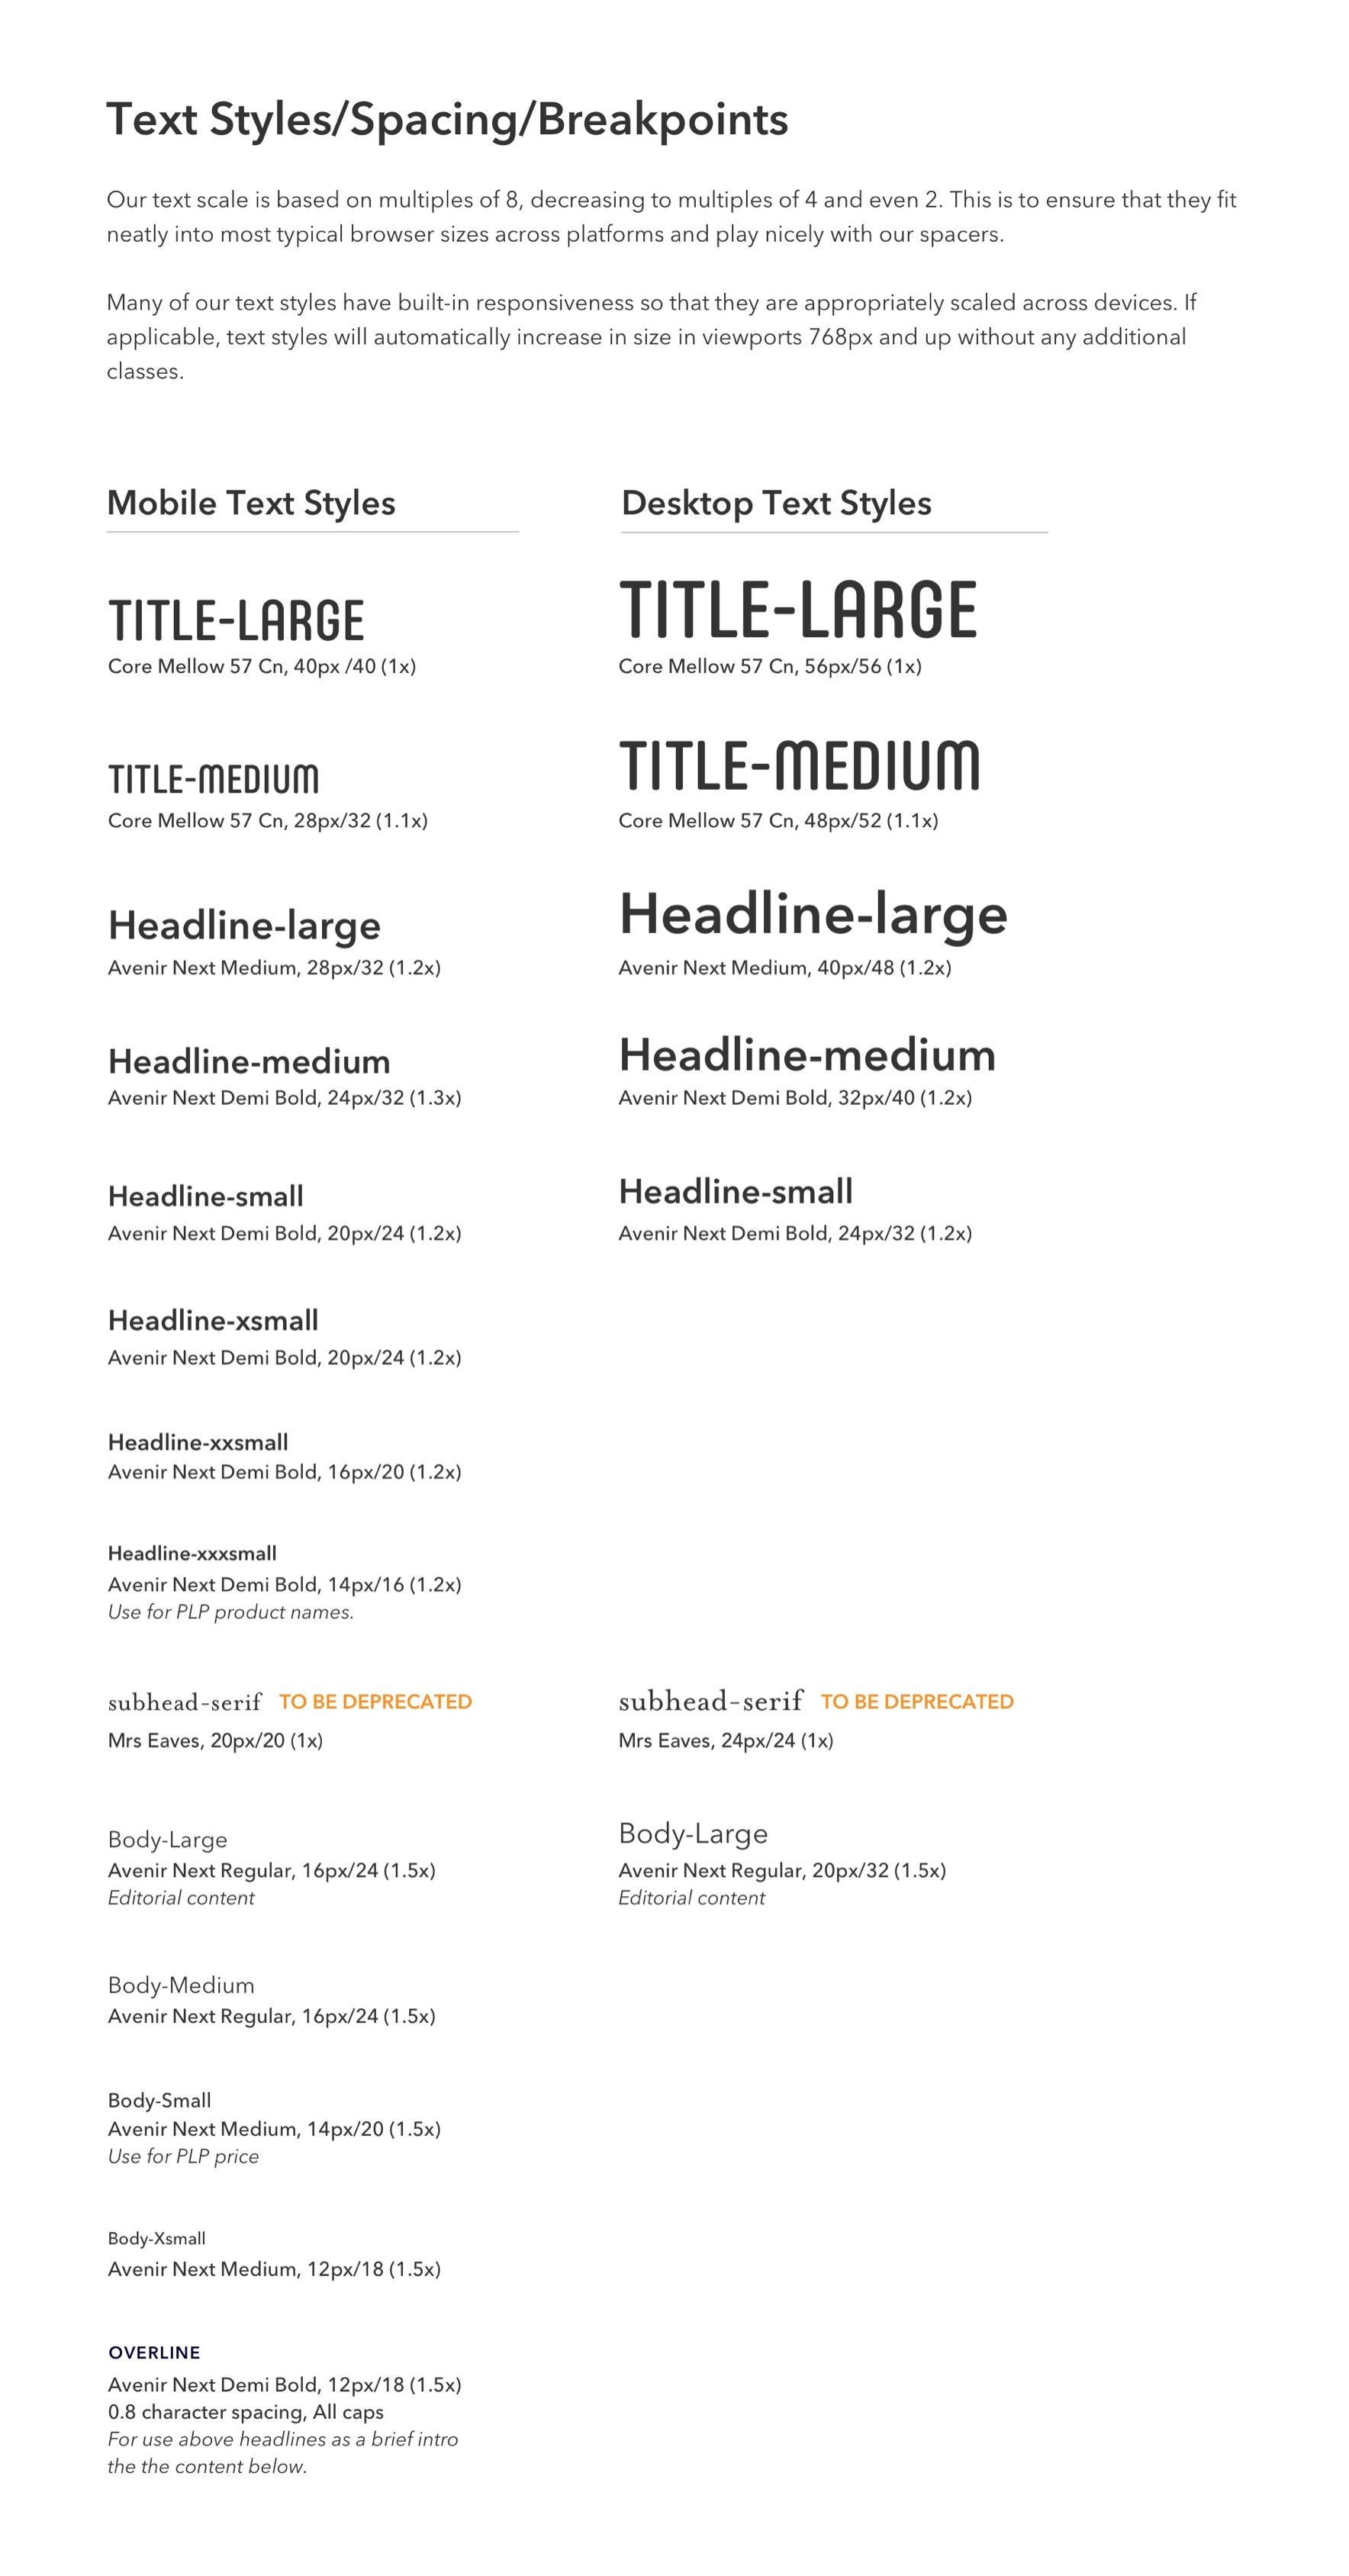 Text Styles/Spacing/Breakpoints
Our text scale is based on multiples of 8, decreasing to multiples of 4 and even 2. This is to ensure that they fit
neatly into most typical browser sizes across platforms and play nicely with our spacers.
Many of our text styles have built-in responsiveness so that they are appropriately scaled across devices. If
applicable, text styles will automatically increase in size in viewports 768px and up without any additional
classes.
Mobile Text Styles
TITLE-LARGE
Core Mellow 57 Cn, 40px /40 (1x)
TITLE-MEDIUM
Core Mellow 57 Cn, 28px/32 (1.1x)
Headline-large
Avenir Next Medium, 28px/32 (1.2x)
Headline-medium
Avenir Next Demi Bold, 24px/32 (1.3x)
Headline-small
Avenir Next Demi Bold, 20px/24 (1.2x)
Headline-xsmall
Avenir Next Demi Bold, 20px/24 (1.2x)
Headline-xxsmall
Avenir Next Demi Bold, 16px/20 (1.2x)
Headline-xxxsmall
Avenir Next Demi Bold, 14px/16 (1.2x)
Use for PLP product names.
subhead-serif TO BE DEPRECATED
Mrs Eaves, 20px/20 (1x)
Body-Large
Avenir Next Regular, 16px/24 (1.5x)
Editorial content
Body-Medium
Avenir Next Regular, 16px/24 (1.5x)
Body-Small
Avenir Next Medium, 14px/20 (1.5x)
Use for PLP price
Body-Xsmall
Avenir Next Medium, 12px/18 (1.5x)
OVERLINE
Avenir Next Demi Bold, 12px/18 (1.5x)
0.8 character spacing, All caps
For use above headlines as a brief intro
the the content below.
Desktop Text Styles
TITLE-LARGE
Core Mellow 57 Cn, 56px/56 (1x)
TITLE-MEDIUM
Core Mellow 57 Cn, 48px/52 (1.1x)
Headline-large
Avenir Next Medium, 40px/48 (1.2x)
Headline-medium
Avenir Next Demi Bold, 32px/40 (1.2x)
Headline-small
Avenir Next Demi Bold, 24px/32 (1.2x)
subhead-serif TO BE DEPRECATED
Mrs Eaves, 24px/24 (1x)
Body-Large
Avenir Next Regular, 20px/32 (1.5x)
Editorial content